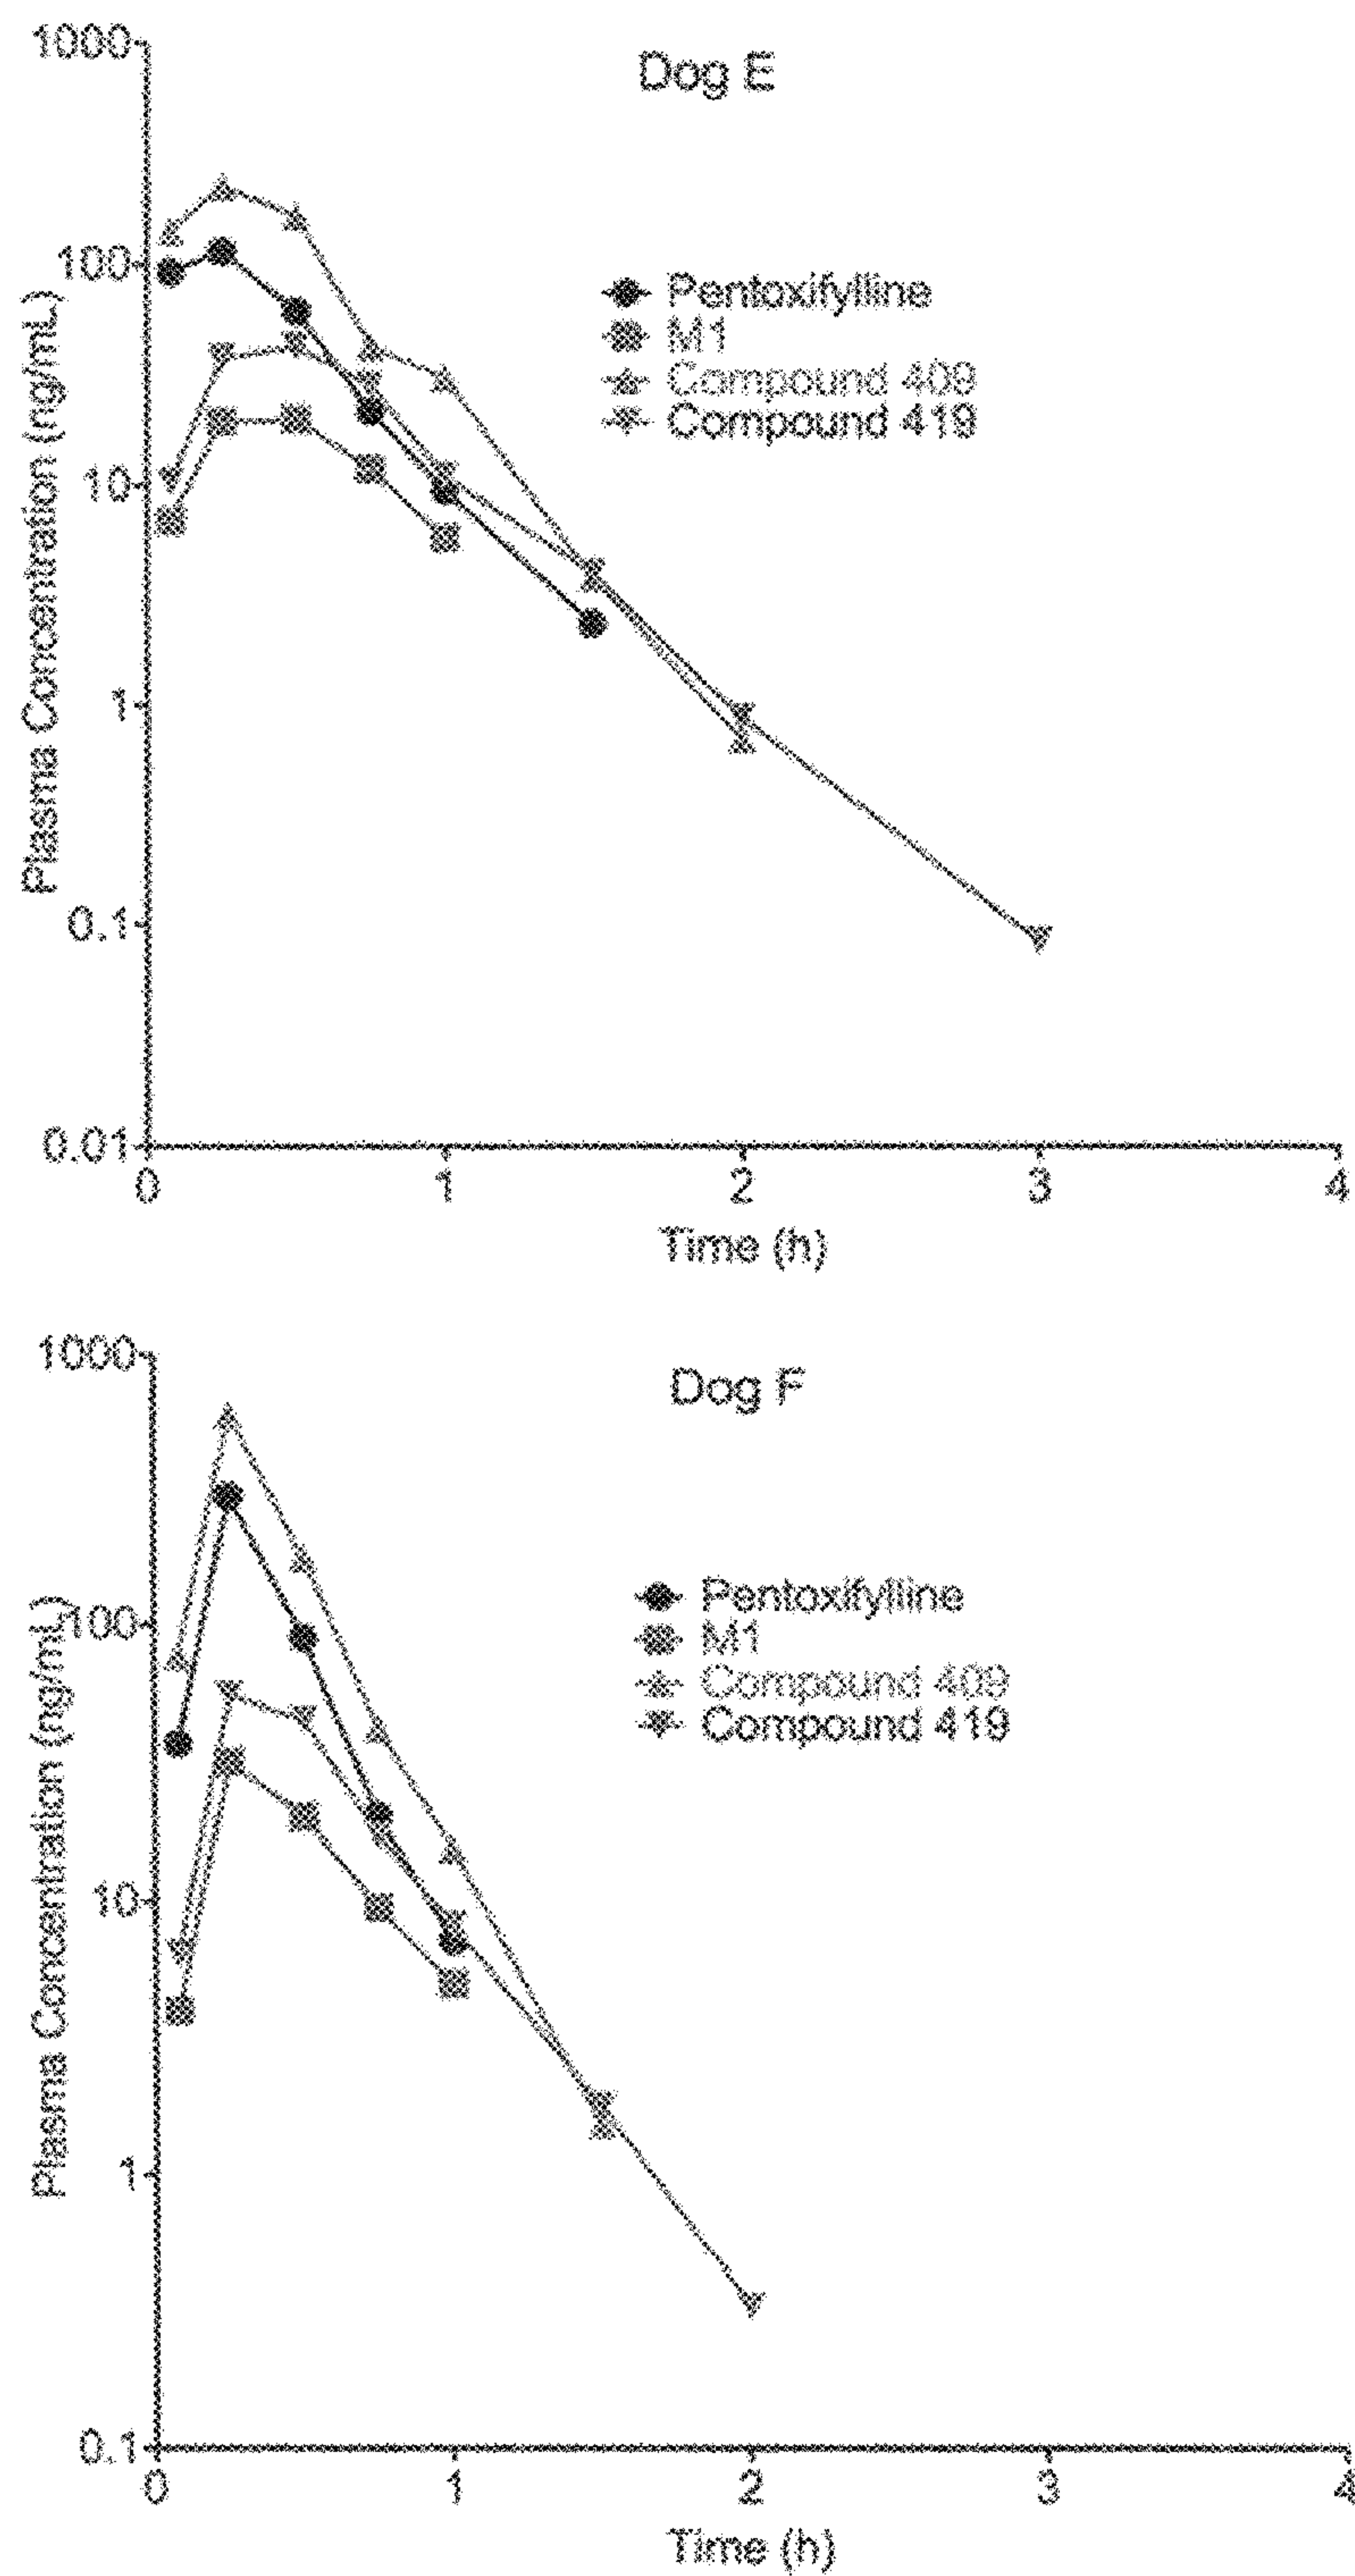 Dog E
1000
100
10
1
0.1
0.01
Plasma Concentration (ng/mL)
Pentoxifylline
M1
Compound 409
Compound 419
0 1 2 3 4
Time (h)
Dog F
1000
100
10
1
0.1
Plasma Concentration (ng/mL)
Pentoxifylline
M1
Compound 409
Compound 419
0 1 2 3 4
Time (h)